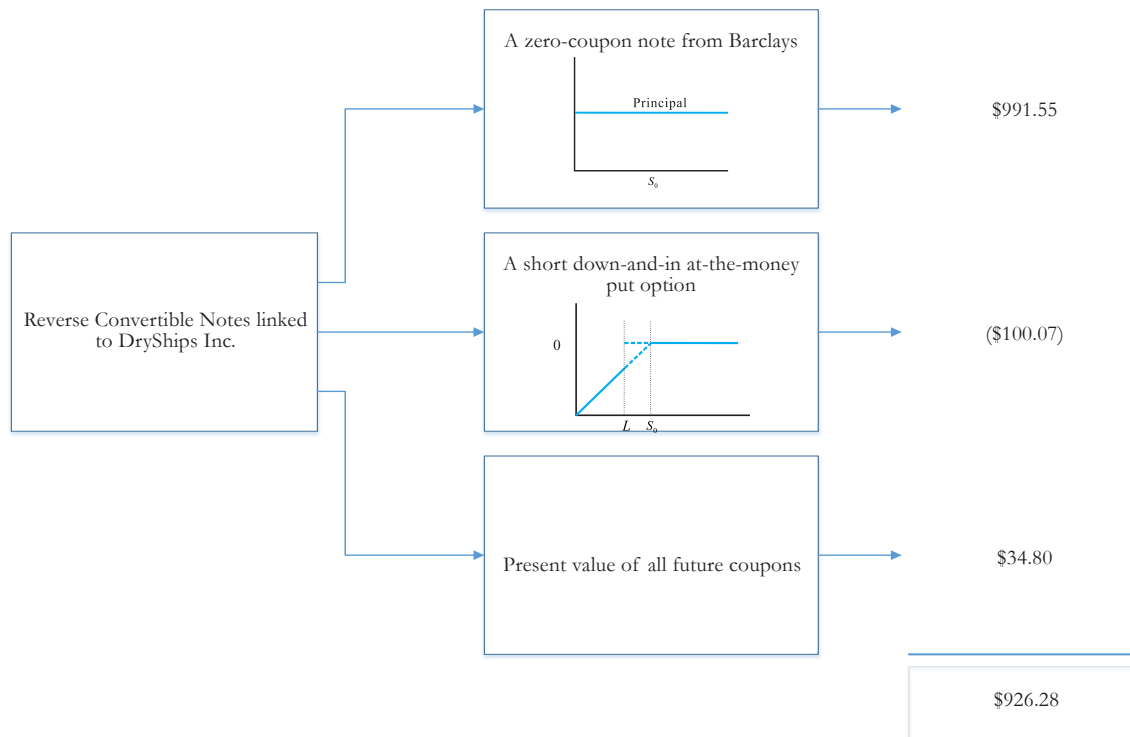 A zero-coupon note from Barclays
Principal
S₀
$991.55
Reverse Convertible Notes linked
to DryShips Inc.
A short down-and-in at-the-money
put option
0
L S₀
($100.07)
Present value of all future coupons
$34.80
$926.28